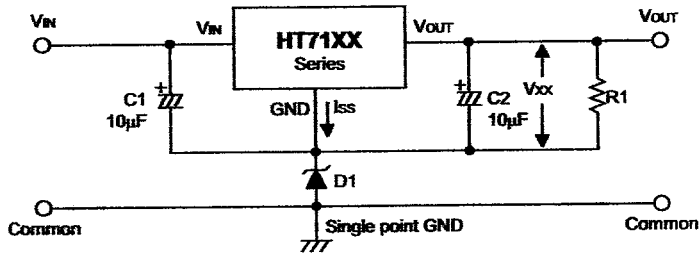 VIN
VIN
HT71XX
Series
VOUT
VOUT
C1
10µF
GND
ISS
C2
10µF
VXX
R1
D1
Common
Single point GND
Common